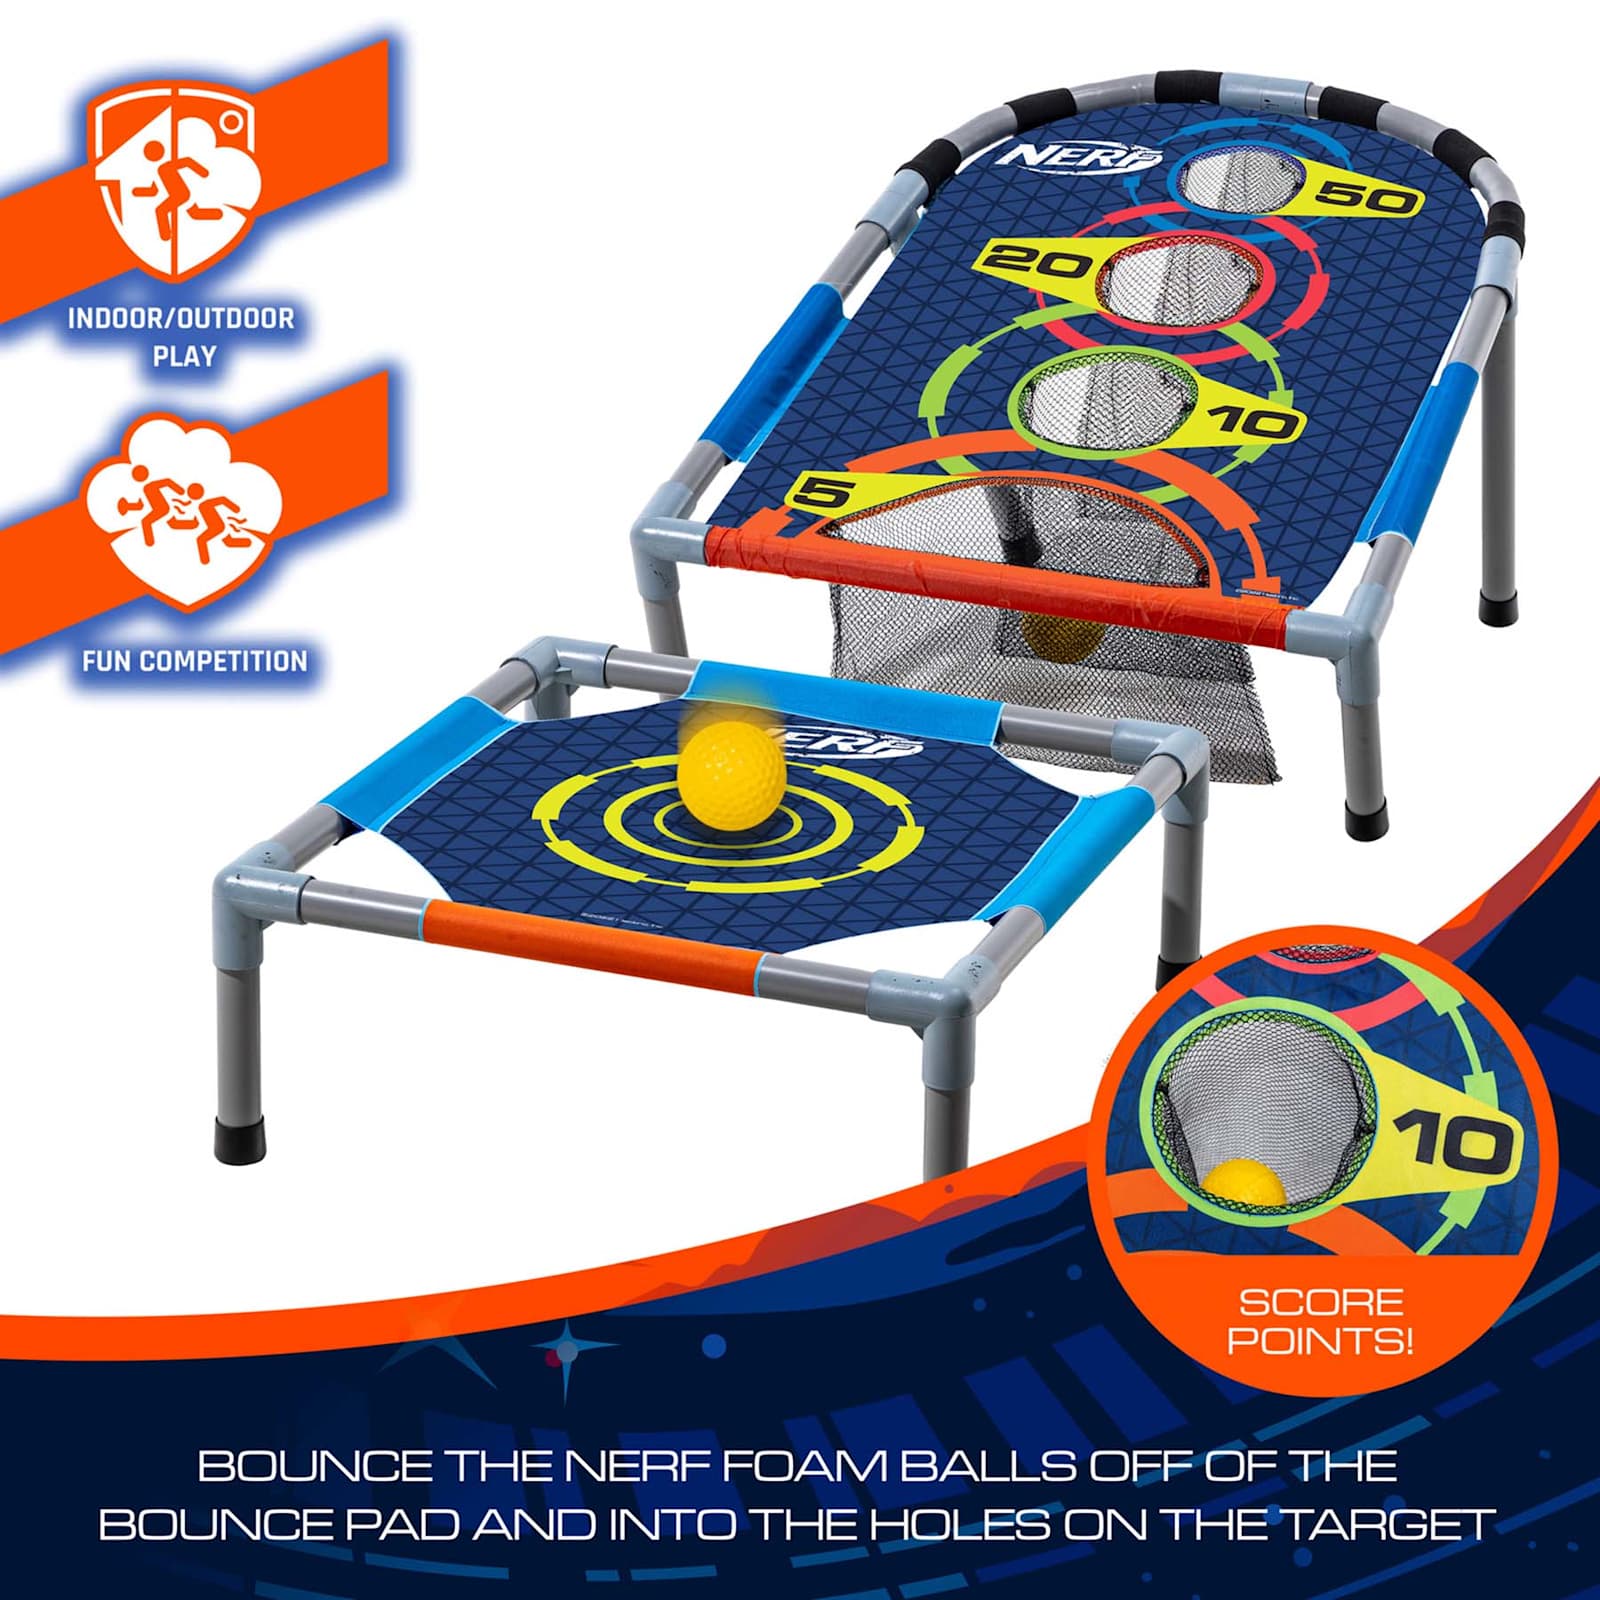 INDOOR/OUTDOOR
PLAY
FUN COMPETITION
NERF
50
20
10
5
NERF
10
SCORE
POINTS!
BOUNCE THE NERF FOAM BALLS OFF OF THE
BOUNCE PAD AND INTO THE HOLES ON THE TARGET